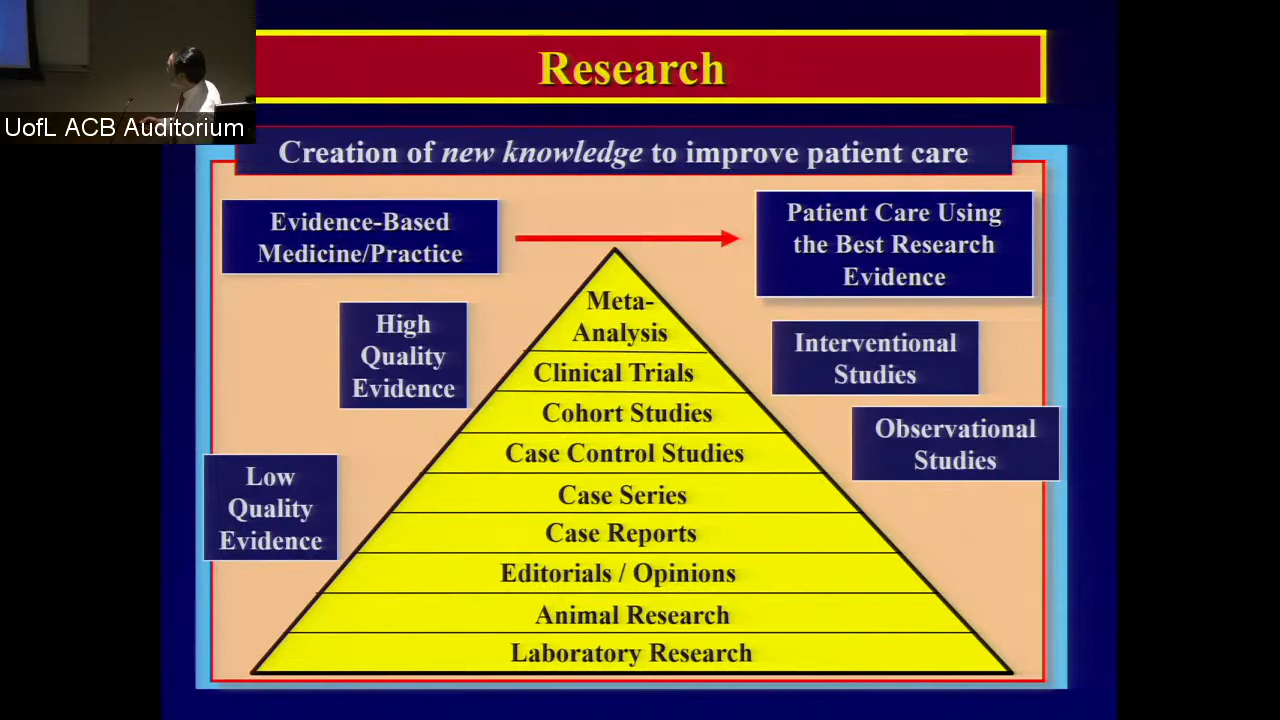 Research
UofL ACB Auditorium
Creation of new knowledge to improve patient care
Evidence-Based
Medicine/Practice
Patient Care Using
the Best Research
Evidence
High
Quality
Evidence
Meta-
Analysis
Interventional
Studies
Clinical Trials
Cohort Studies
Observational
Studies
Case Control Studies
Low
Quality
Evidence
Case Series
Case Reports
Editorials / Opinions
Animal Research
Laboratory Research